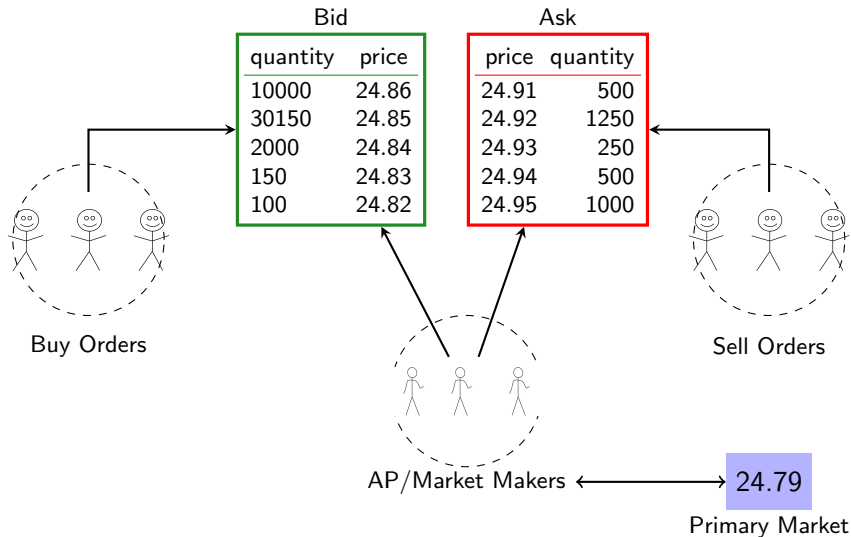 Bid
Ask
quantity price
price quantity
10000 24.86
24.91 500
30150 24.85
24.92 1250
2000 24.84
24.93 250
150 24.83
24.94 500
100 24.82
24.95 1000
Buy Orders
Sell Orders
AP/Market Makers
24.79
Primary Market